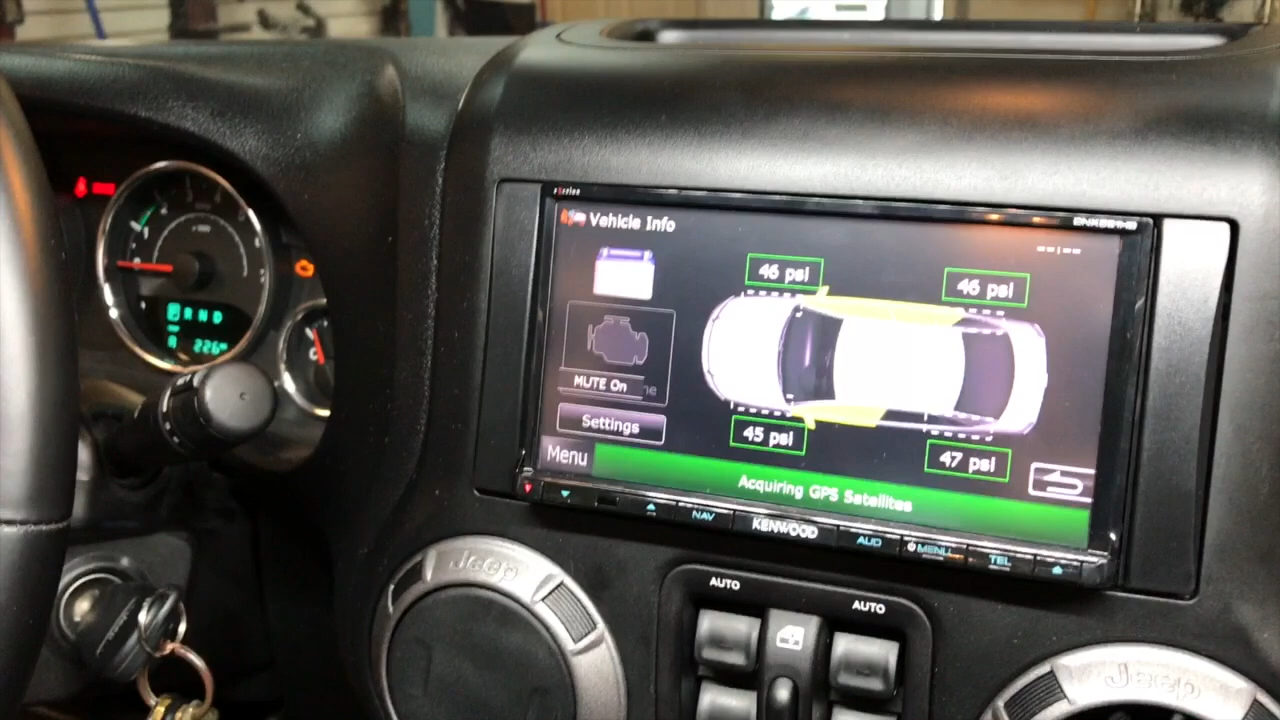 eXcelon
Vehicle Info
--:--
46 psi
46 psi
MUTE On
Settings
45 psi
47 psi
Menu
Acquiring GPS Satellites
NAV
KENWOOD
AUD
MENU
TEL
P R N D
Jeep
AUTO
AUTO
Jeep